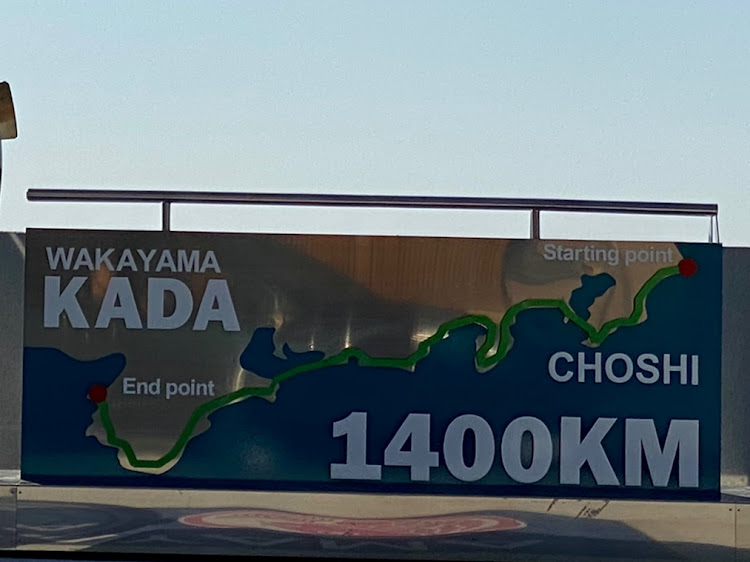 WAKAYAMA
KADA
Starting point
CHOSHI
End point
1400KM